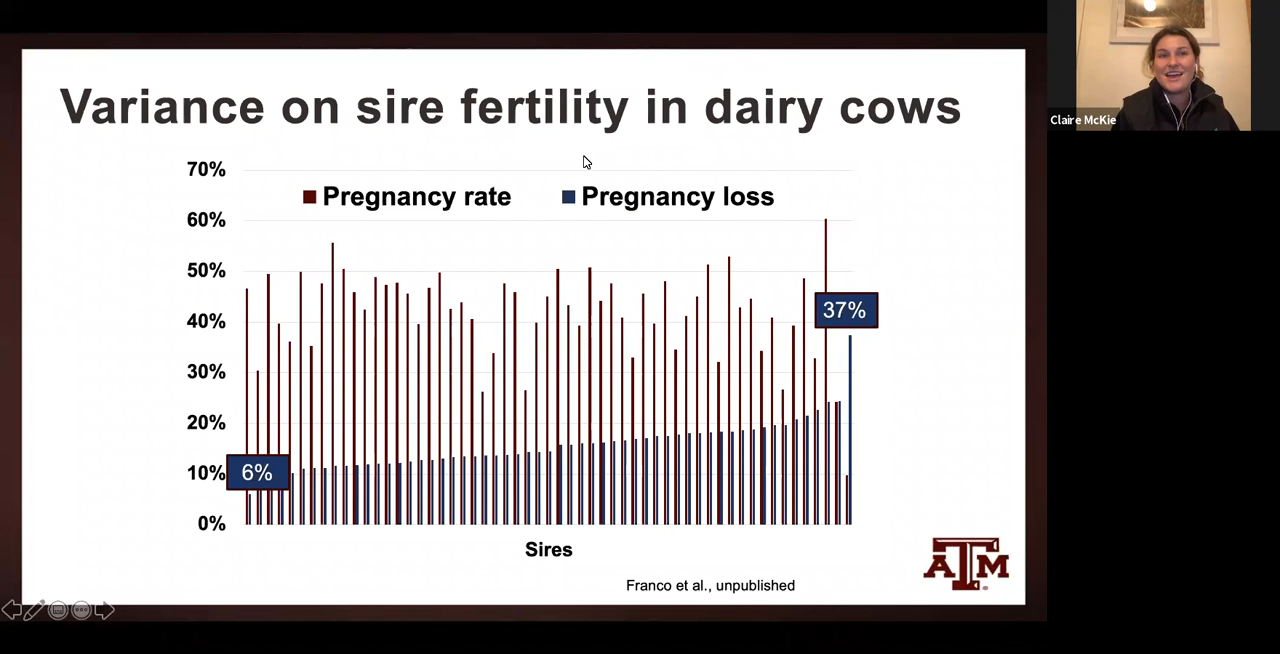 Variance on sire fertility in dairy cows
Claire McKie
70%
Pregnancy rate
Pregnancy loss
60%
50%
40%
37%
30%
20%
10%
6%
0%
Sires
Franco et al., unpublished
ATM